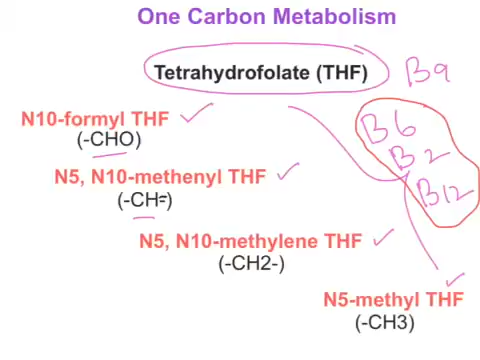 One Carbon Metabolism
Tetrahydrofolate (THF) B9
N10-formyl THF
(-CHO)
B6
B2
B12
N5, N10-methenyl THF
(-CH=)
N5, N10-methylene THF
(-CH2-)
N5-methyl THF
(-CH3)